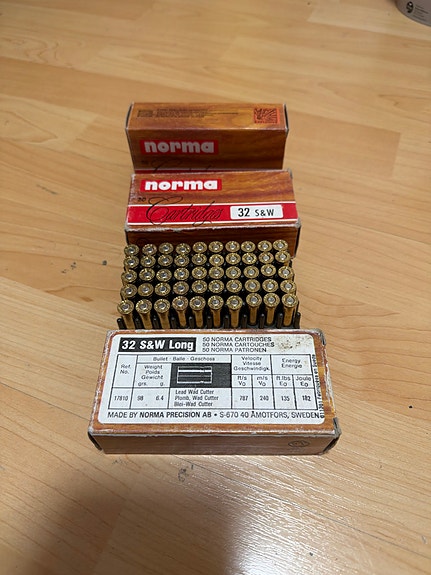 norma
norma
50
Cartridges
32 S&W
32 S&W Long
50 NORMA CARTRIDGES
50 NORMA CARTOUCHES
50 NORMA PATRONEN
Ref.
No.
Weight
Poids
Gewicht
grs. g.
Bullet Balle Geschoss
Velocity
Vitesse
Geschwindigk.
ft/s m/s
V0 V0
Energy
Energie
ft.lbs Joule
E0 E0
17810 98 6.4
Lead Wad Cutter
Plomb, Wad Cutter
Blei-Wad Cutter
787 240 135 182
MADE BY NORMA PRECISION AB • S-670 40 ÅMOTFORS, SWEDEN